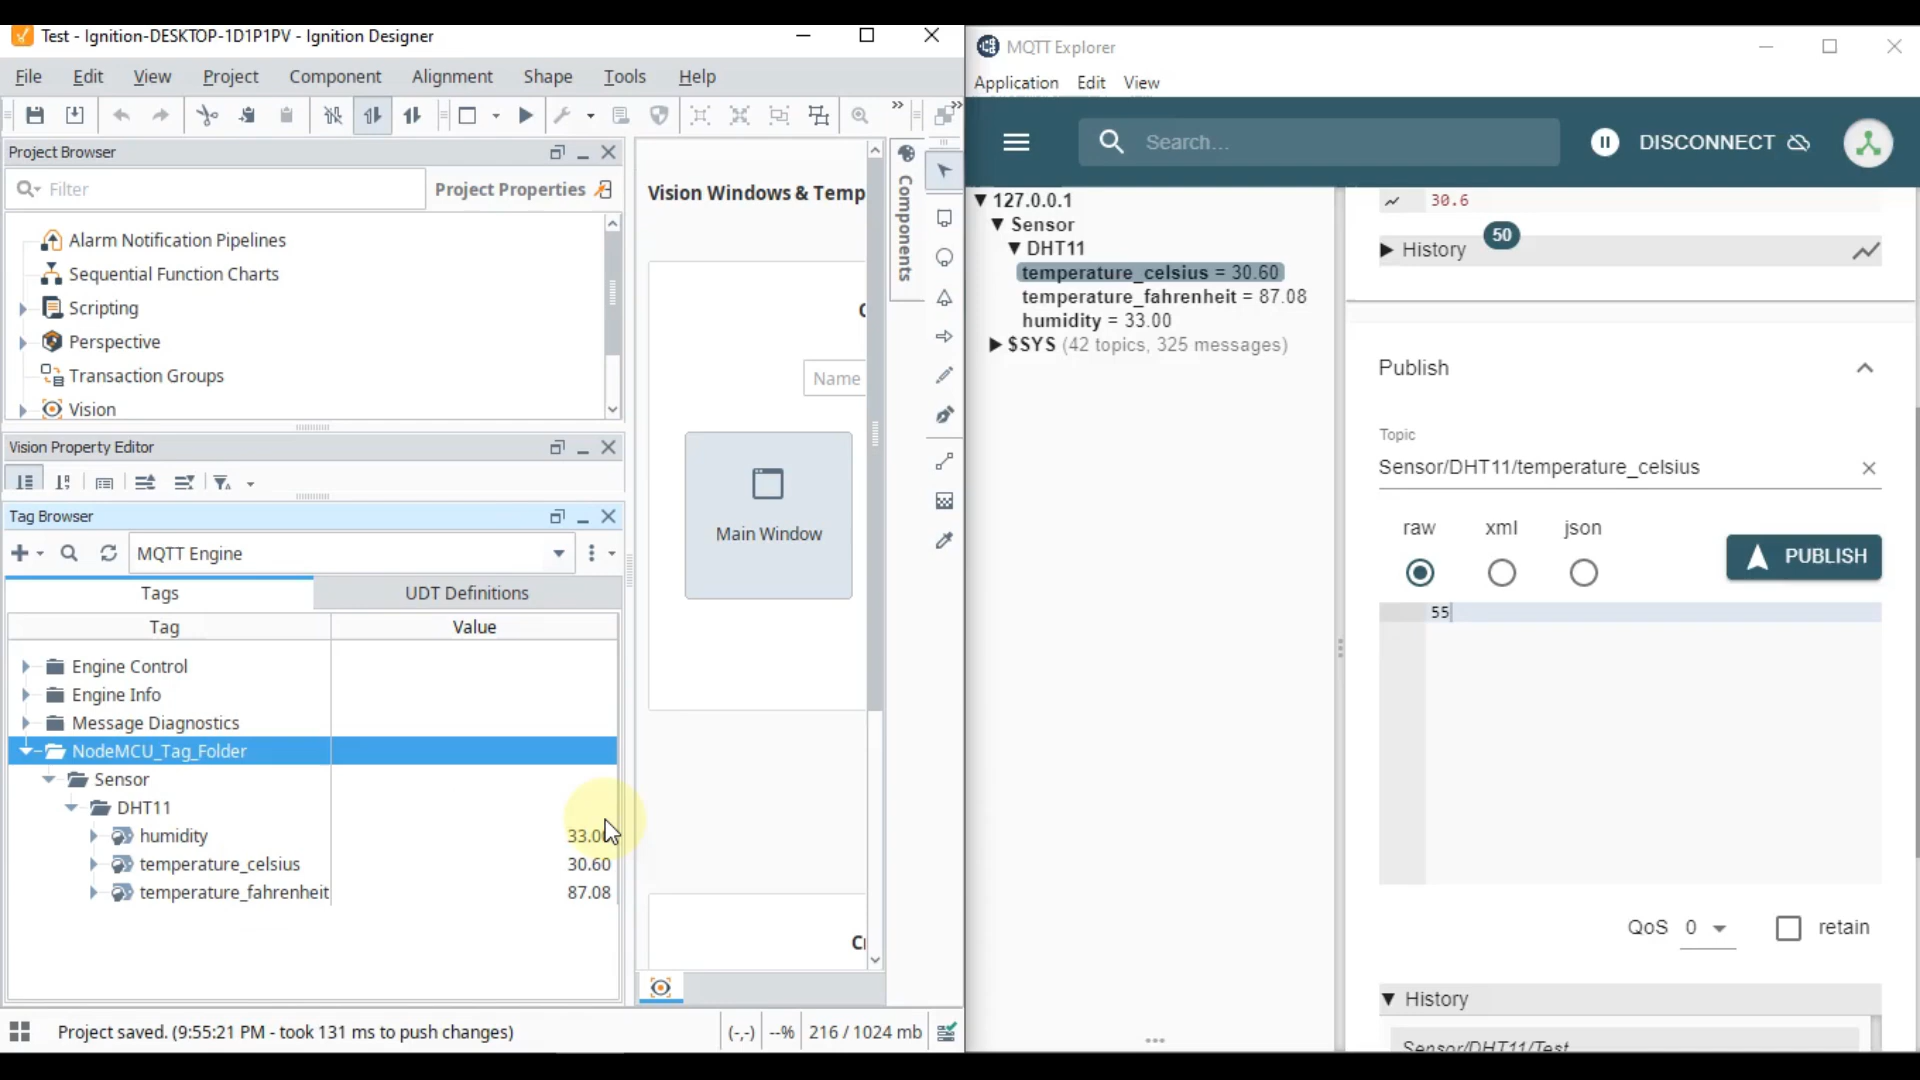 Test - Ignition-DESKTOP-1D1P1PV - Ignition Designer
File Edit View Project Component Alignment Shape Tools Help
Project Browser
Filter
Project Properties
Alarm Notification Pipelines
Sequential Function Charts
Scripting
Perspective
Transaction Groups
Vision
Vision Property Editor
Tag Browser
MQTT Engine
Tags
UDT Definitions
Tag
Value
Engine Control
Engine Info
Message Diagnostics
NodeMCU_Tag_Folder
Sensor
DHT11
humidity 33.0
temperature_celsius 30.60
temperature_fahrenheit 87.08
Project saved. (9:55:21 PM - took 131 ms to push changes)
(-,-)
--%
216 / 1024 mb
Vision Windows & Temp
Name
Main Window
Components
MQTT Explorer
Application Edit View
Search...
DISCONNECT
127.0.0.1
Sensor
DHT11
temperature_celsius = 30.60
temperature_fahrenheit = 87.08
humidity = 33.00
$SYS (42 topics, 325 messages)
30.6
History
50
Publish
Topic
Sensor/DHT11/temperature_celsius
raw xml json
PUBLISH
55
QoS 0
retain
History
Sensor/DHT11/Test